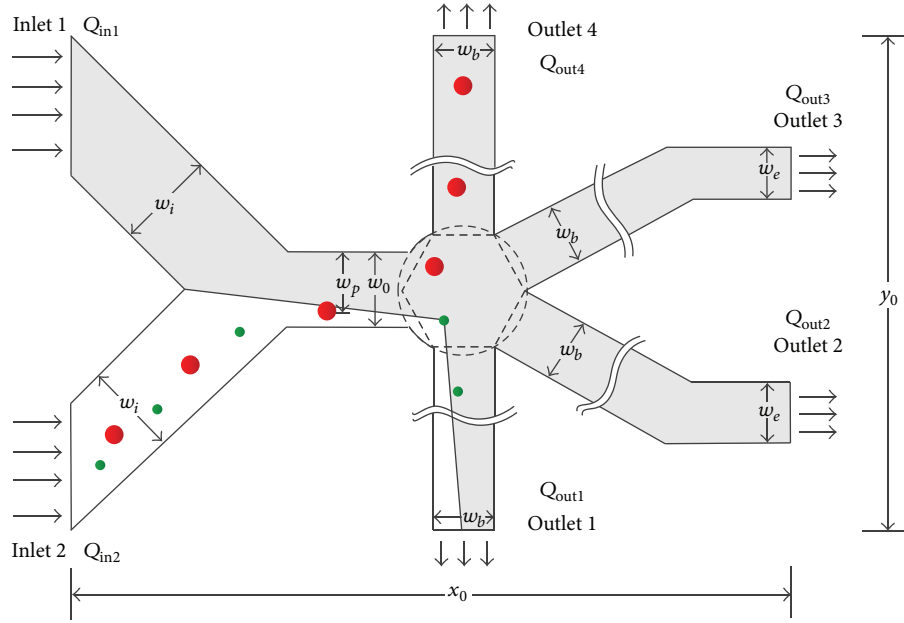 Inlet 1 Q_in1
Outlet 4
w_b
Q_out4
Q_out3
Outlet 3
w_e
w_i
w_b
w_p
w_0
y_0
Q_out2
Outlet 2
w_b
w_i
w_e
Q_out1
w_b
Outlet 1
Inlet 2 Q_in2
x_0